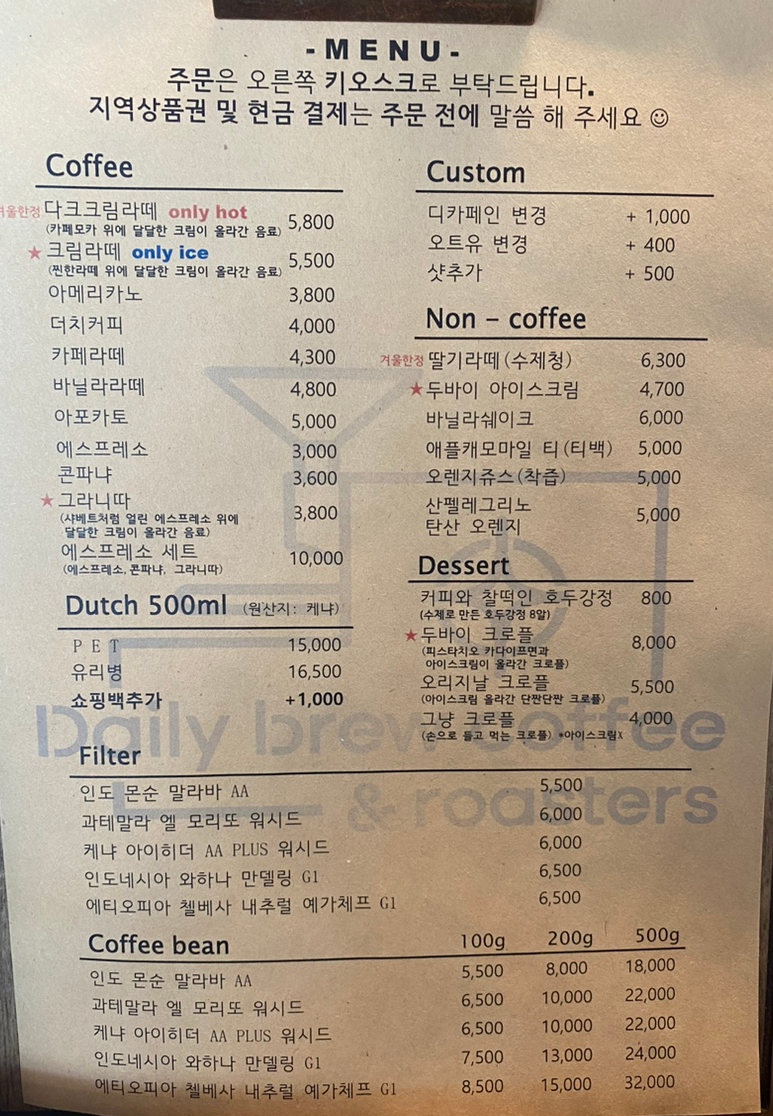 -MENU-
주문은 오른쪽 키오스크로 부탁드립니다.
지역상품권 및 현금 결제는 주문 전에 말씀 해 주세요 ☺
Coffee
겨울한정 다크크림라떼 only hot 5,800
(카페모카 위에 달달한 크림이 올라간 음료)
★ 크림라떼 only ice 5,500
(찐한라떼 위에 달달한 크림이 올라간 음료)
아메리카노 3,800
더치커피 4,000
카페라떼 4,300
바닐라라떼 4,800
아포카토 5,000
에스프레소 3,000
콘파냐 3,600
★ 그라니따 3,800
(샤베트처럼 얼린 에스프레소 위에
달달한 크림이 올라간 음료)
에스프레소 세트 10,000
(에스프레소, 콘파냐, 그라니따)
Dutch 500ml (원산지: 케냐)
PET 15,000
유리병 16,500
쇼핑백추가 +1,000
Custom
디카페인 변경 + 1,000
오트유 변경 + 400
샷추가 + 500
Non - coffee
겨울한정 딸기라떼(수제청) 6,300
★두바이 아이스크림 4,700
바닐라쉐이크 6,000
애플캐모마일 티(티백) 5,000
오렌지쥬스(착즙) 5,000
산펠레그리노
탄산 오렌지 5,000
Dessert
커피와 찰떡인 호두강정 800
(수제로 만든 호두강정 8알)
★두바이 크로플 8,000
(피스타치오 카다이프면과
아이스크림이 올라간 크로플)
오리지날 크로플 5,500
(아이스크림 올라간 단짠단짠 크로플)
그냥 크로플 4,000
(손으로 들고 먹는 크로플) *아이스크림X
Daily brew coffee
& roasters
Filter
인도 몬순 말라바 AA 5,500
과테말라 엘 모리또 워시드 6,000
케냐 아이히더 AA PLUS 워시드 6,000
인도네시아 와하나 만델링 G1 6,500
에티오피아 첼베사 내추럴 예가체프 G1 6,500
Coffee bean 100g 200g 500g
인도 몬순 말라바 AA 5,500 8,000 18,000
과테말라 엘 모리또 워시드 6,500 10,000 22,000
케냐 아이히더 AA PLUS 워시드 6,500 10,000 22,000
인도네시아 와하나 만델링 G1 7,500 13,000 24,000
에티오피아 첼베사 내추럴 예가체프 G1 8,500 15,000 32,000